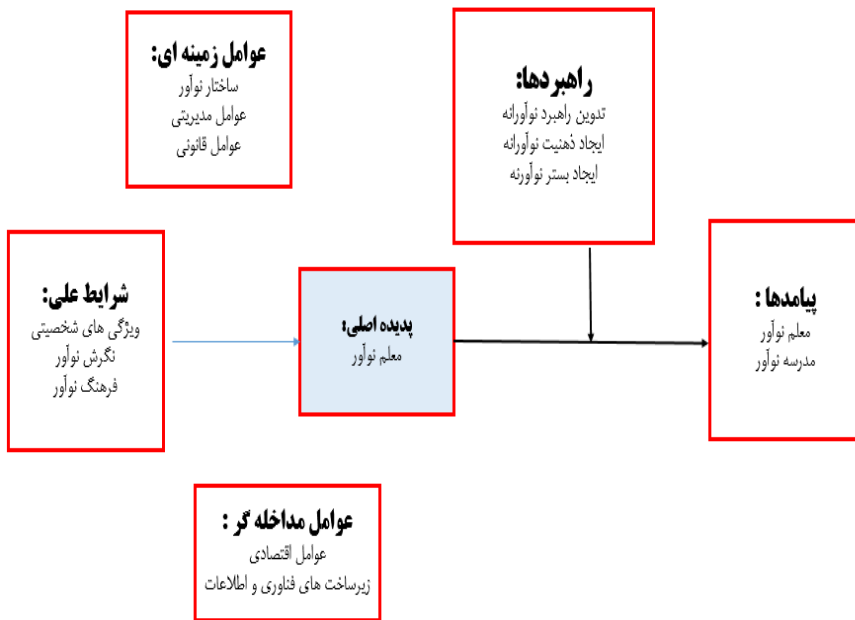 عوامل زمینه ای:
ساختار نوآور
عوامل مدیریتی
عوامل قانونی
راهبردها:
تدوین راهبرد نوآورانه
ایجاد ذهنیت نوآورانه
ایجاد بستر نوآورنه
شرایط علی:
ویژگی های شخصیتی
نگرش نوآور
فرهنگ نوآور
پدیده اصلی:
معلم نوآور
پیامدها :
معلم نوآور
مدرسه نوآور
عوامل مداخله گر :
عوامل اقتصادی
زیرساخت های فناوری و اطلاعات